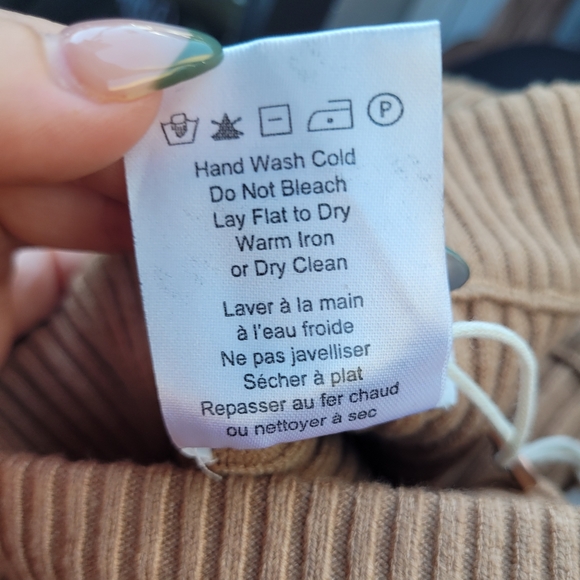 P
Hand Wash Cold
Do Not Bleach
Lay Flat to Dry
Warm Iron
or Dry Clean
Laver à la main
à l'eau froide
Ne pas javelliser
Sécher à plat
Repasser au fer chaud
ou nettoyer à sec